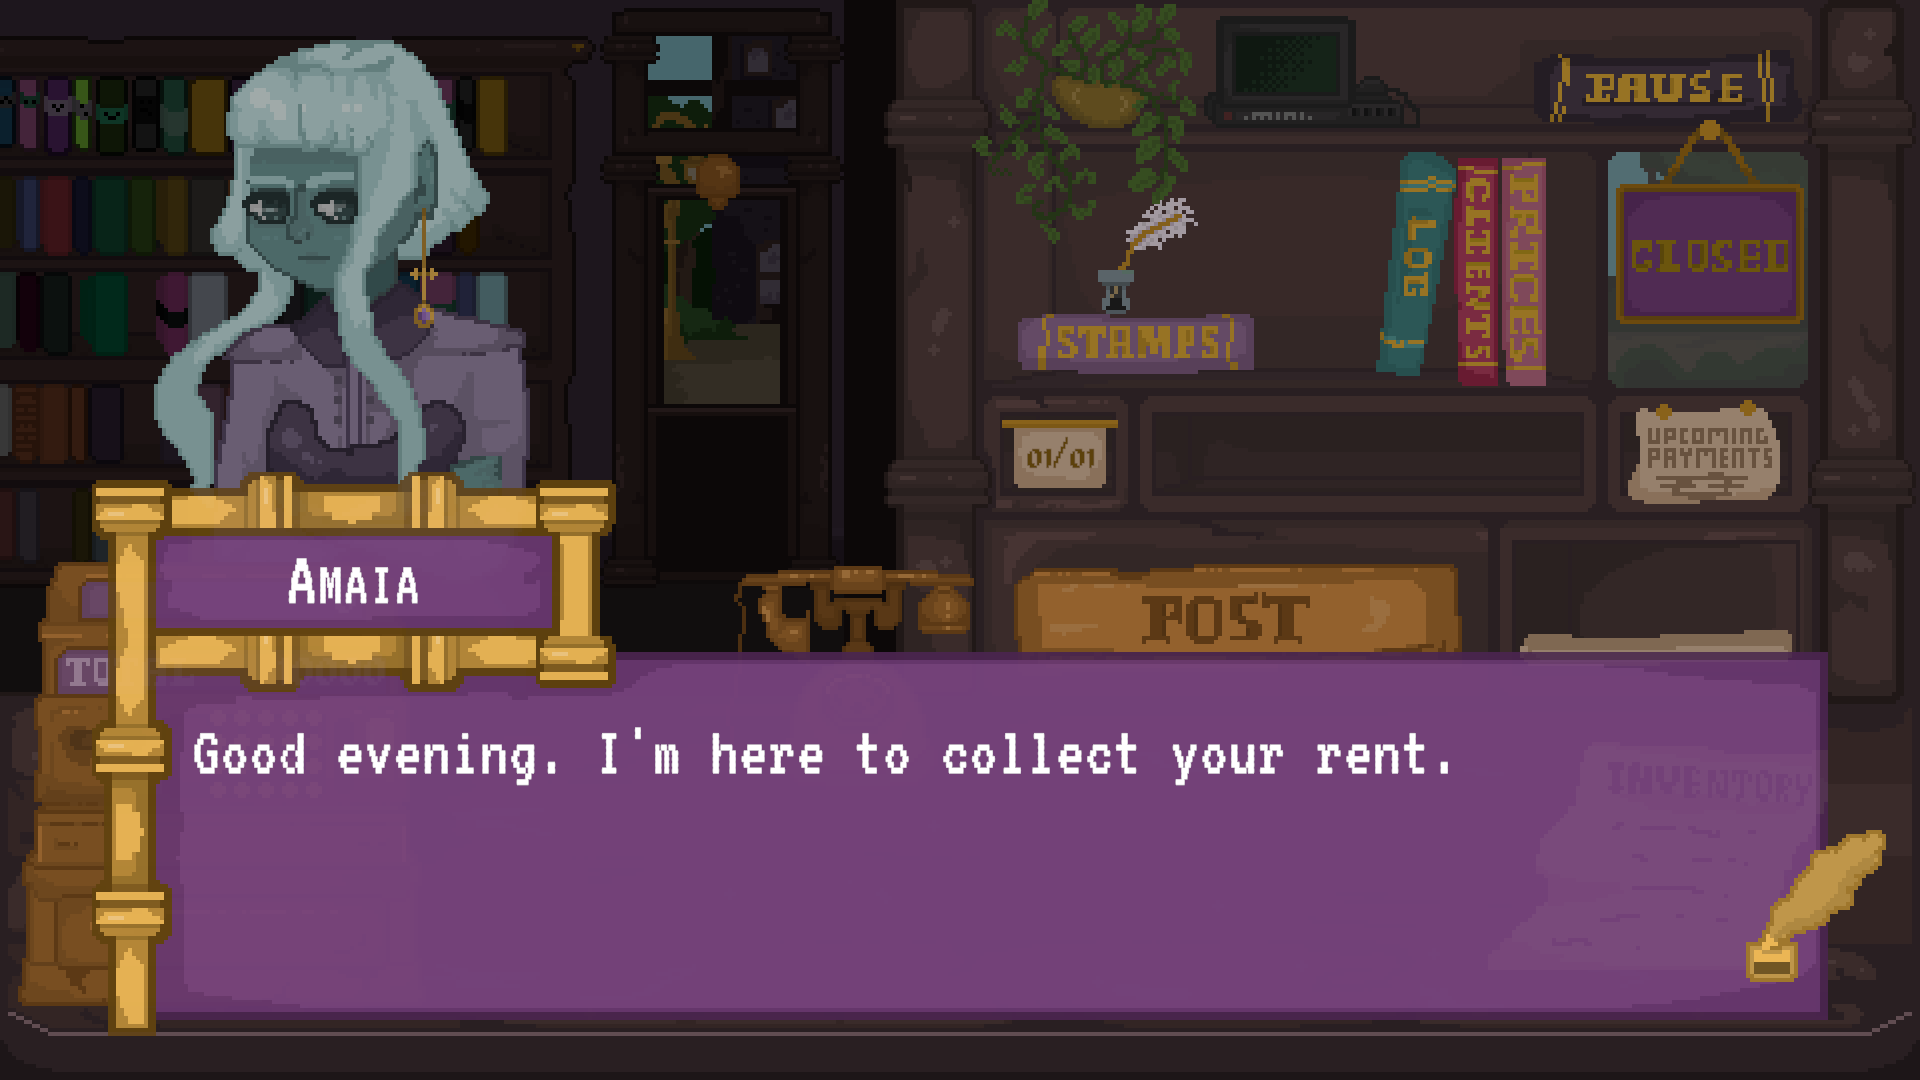 .mini.
PAUSE
LOG
CLIENTS
PRICES
CLOSED
STAMPS
01/01
UPCOMING
PAYMENTS
AMAIA
POST
Good evening. I'm here to collect your rent.
INVENTORY